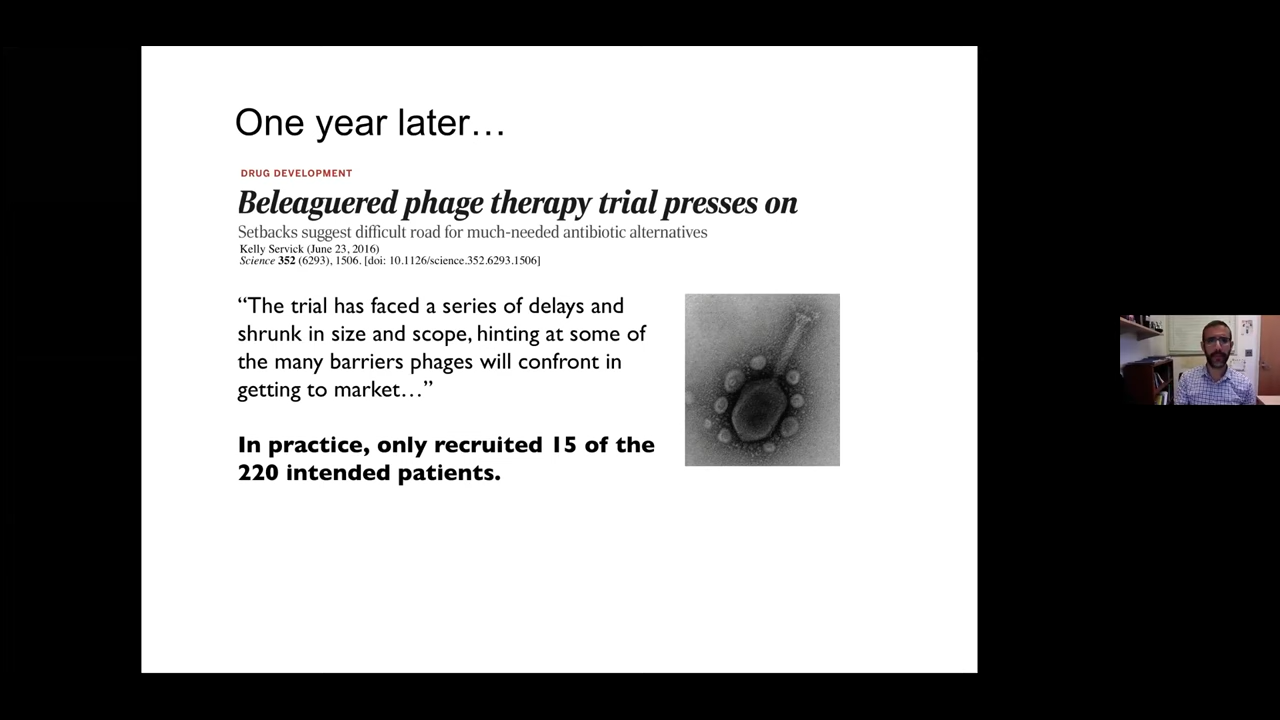 One year later…
DRUG DEVELOPMENT
Beleaguered phage therapy trial presses on
Setbacks suggest difficult road for much-needed antibiotic alternatives
Kelly Servick (June 23, 2016)
Science 352 (6293), 1506. [doi: 10.1126/science.352.6293.1506]
“The trial has faced a series of delays and
shrunk in size and scope, hinting at some of
the many barriers phages will confront in
getting to market…”
In practice, only recruited 15 of the
220 intended patients.